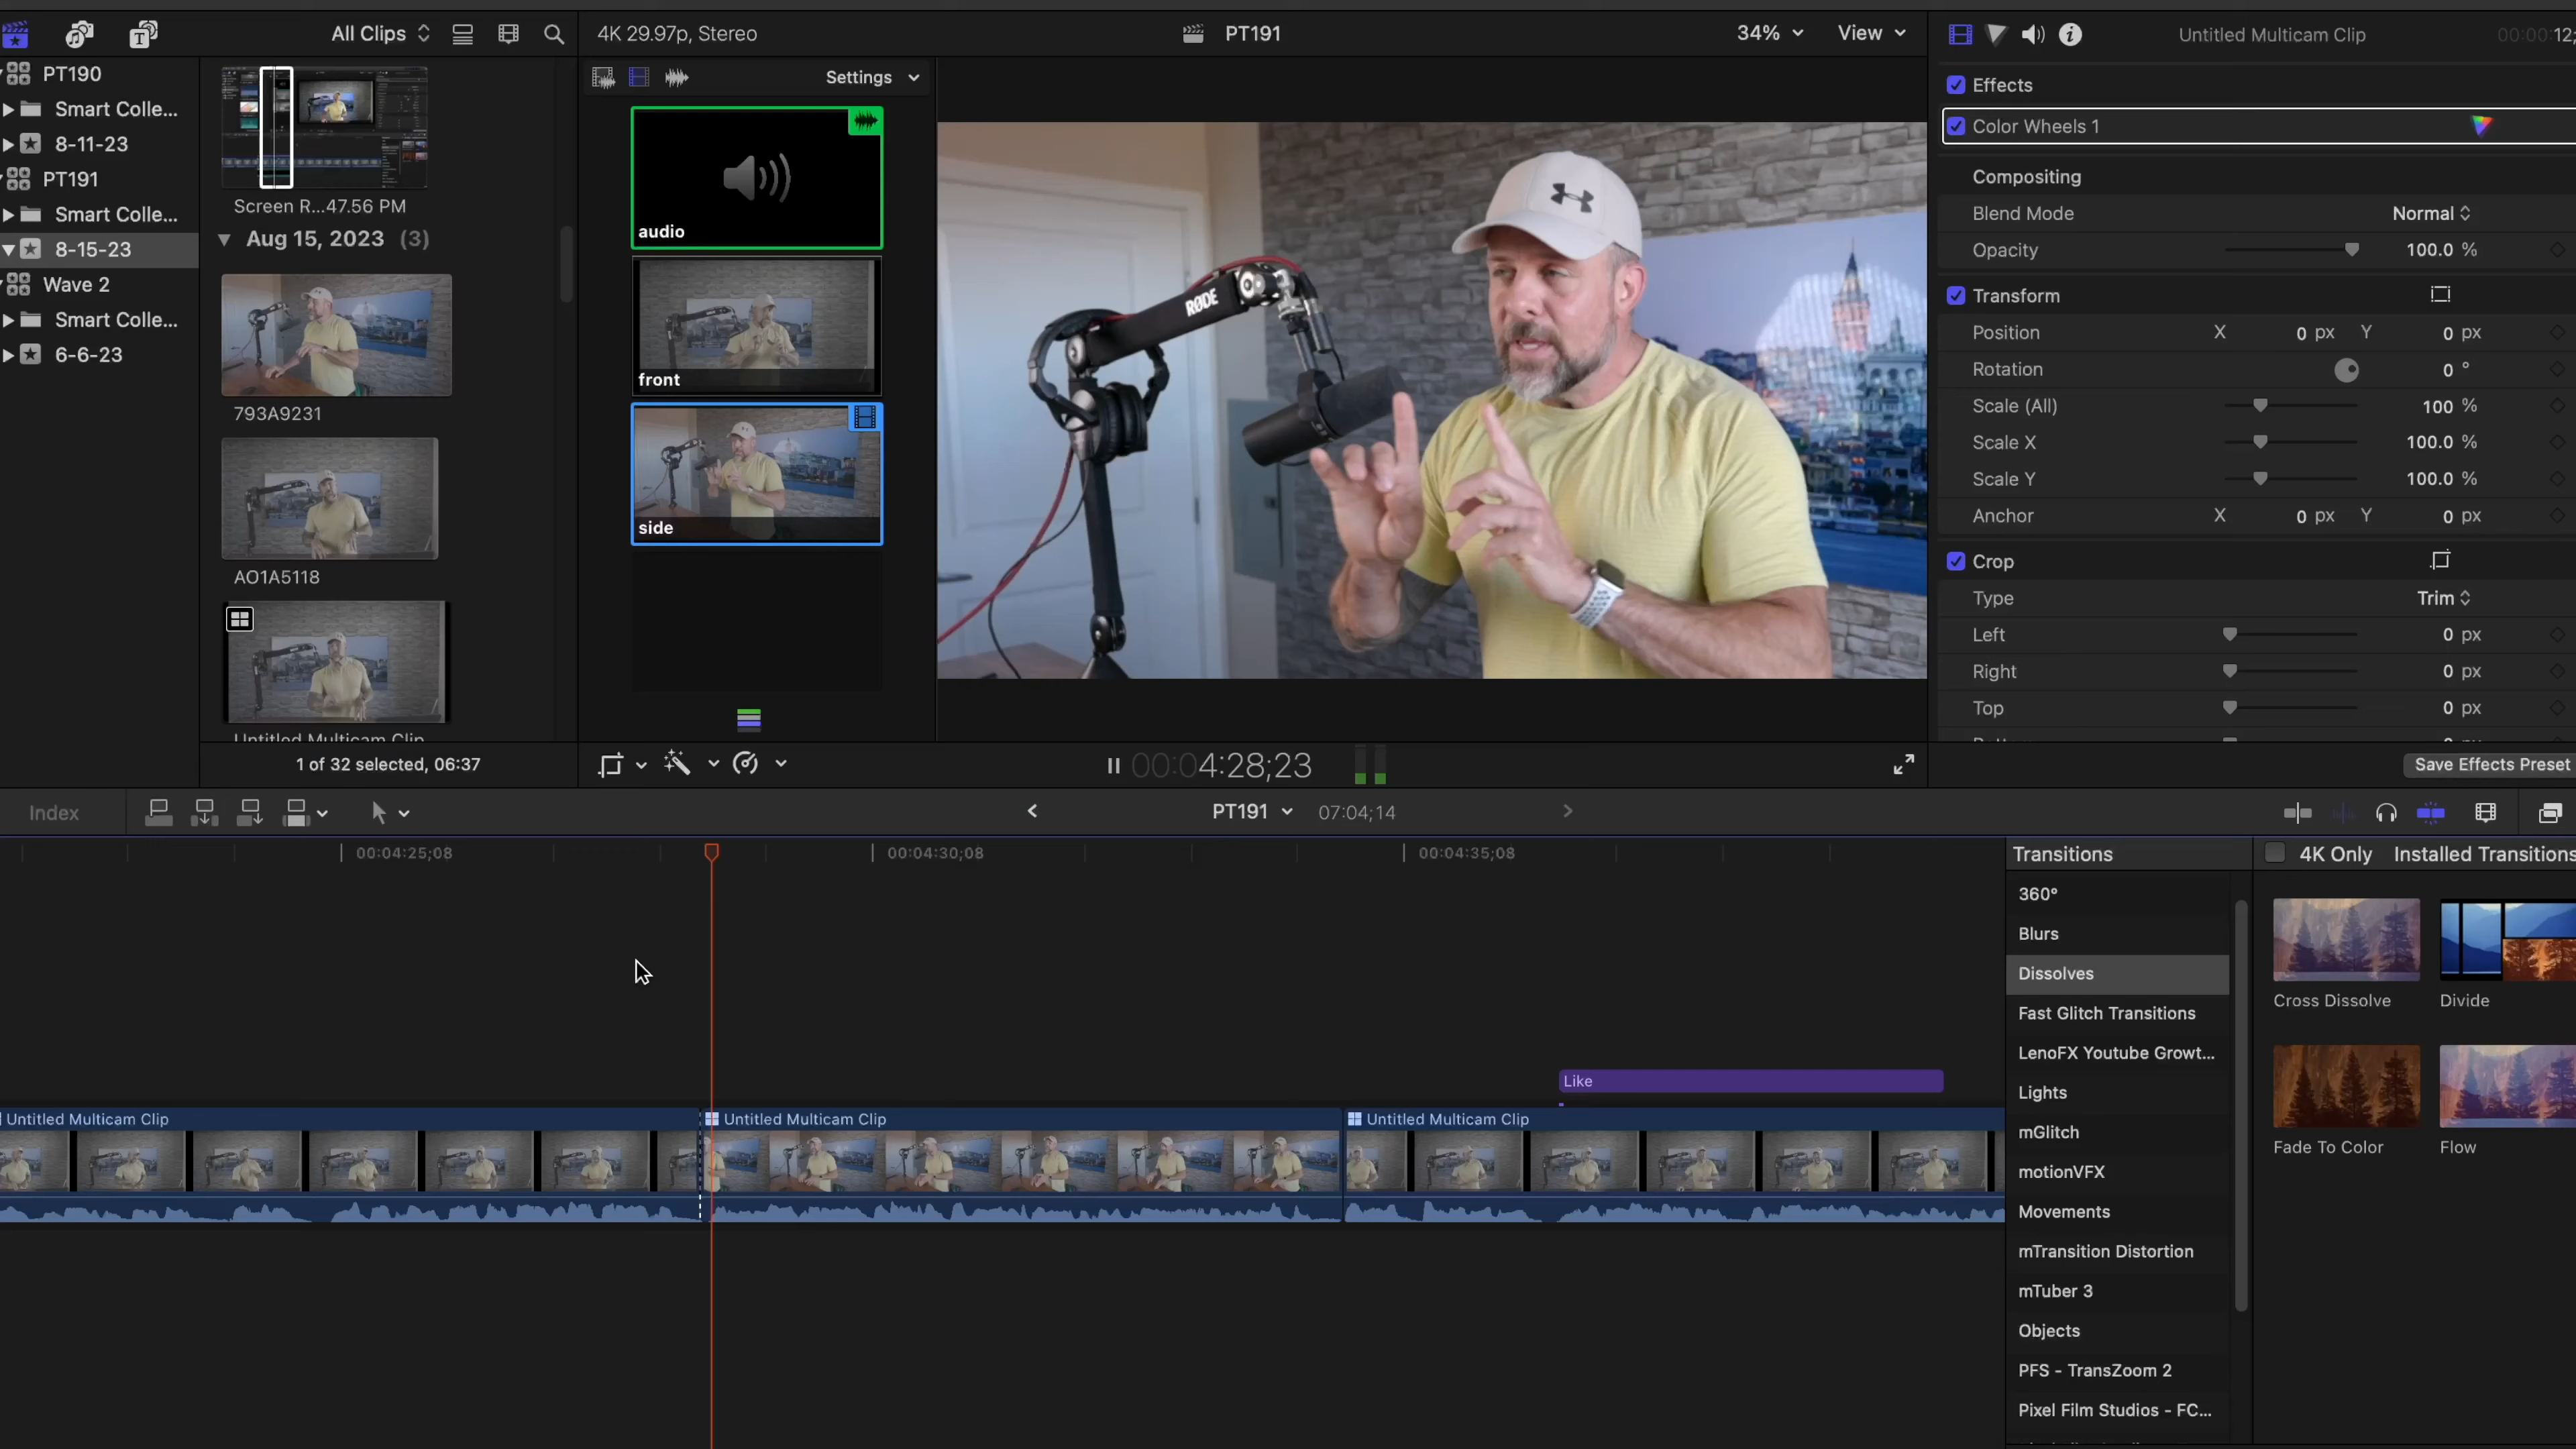 All Clips
4K 29.97p, Stereo
PT191
34%
View
Untitled Multicam Clip
00:00:12;
PT190
Smart Colle...
8-11-23
PT191
Smart Colle...
8-15-23
Wave 2
Smart Colle...
6-6-23
Screen R...47.56 PM
Aug 15, 2023 (3)
793A9231
AO1A5118
Untitled Multicam Clip
1 of 32 selected, 06:37
Settings
audio
front
side
RØDE
00:04:28;23
Effects
Color Wheels 1
Compositing
Blend Mode Normal
Opacity 100.0 %
Transform
Position X 0 px Y 0 px
Rotation 0 °
Scale (All) 100 %
Scale X 100.0 %
Scale Y 100.0 %
Anchor X 0 px Y 0 px
Crop
Type Trim
Left 0 px
Right 0 px
Top 0 px
Save Effects Preset
Index
PT191
07:04;14
00:04:25;08
00:04:30;08
00:04:35;08
Like
Untitled Multicam Clip
Untitled Multicam Clip
Untitled Multicam Clip
Transitions
4K Only
Installed Transitions
360°
Blurs
Dissolves
Fast Glitch Transitions
LenoFX Youtube Growt...
Lights
mGlitch
motionVFX
Movements
mTransition Distortion
mTuber 3
Objects
PFS - TransZoom 2
Pixel Film Studios - FC...
Cross Dissolve
Divide
Fade To Color
Flow